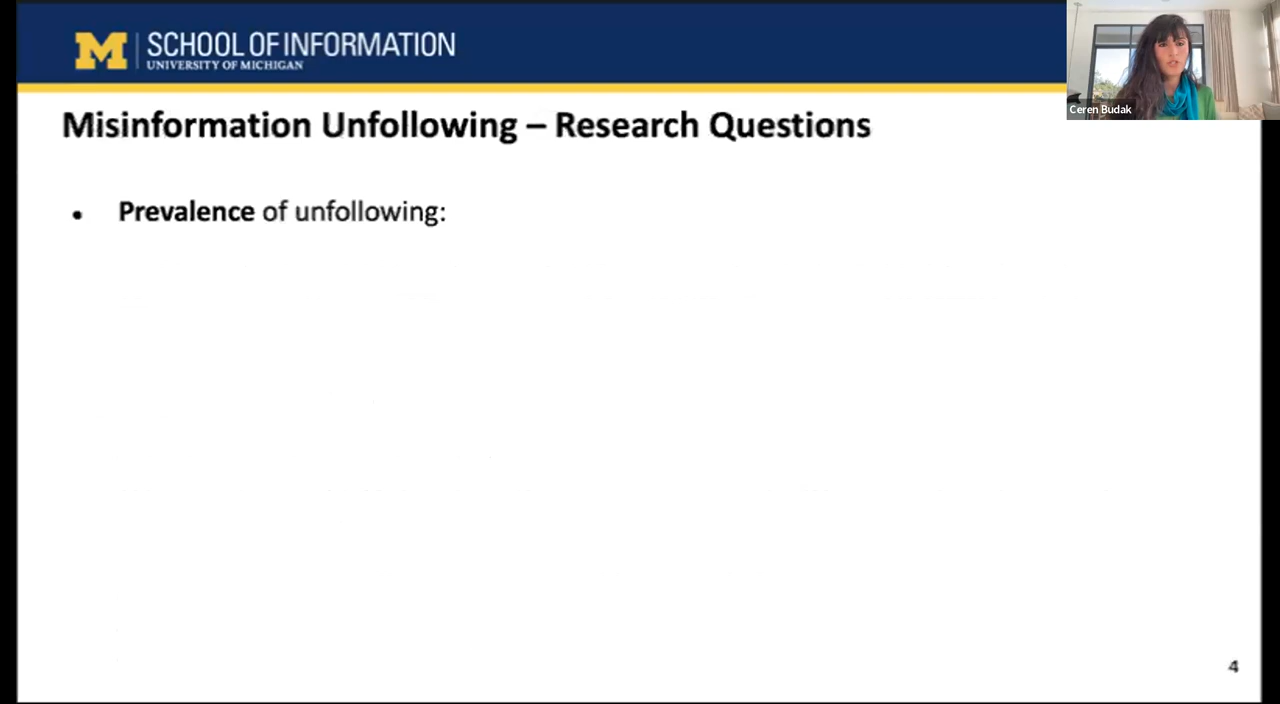 M
SCHOOL OF INFORMATION
UNIVERSITY OF MICHIGAN
Ceren Budak
Misinformation Unfollowing – Research Questions
• Prevalence of unfollowing:
4